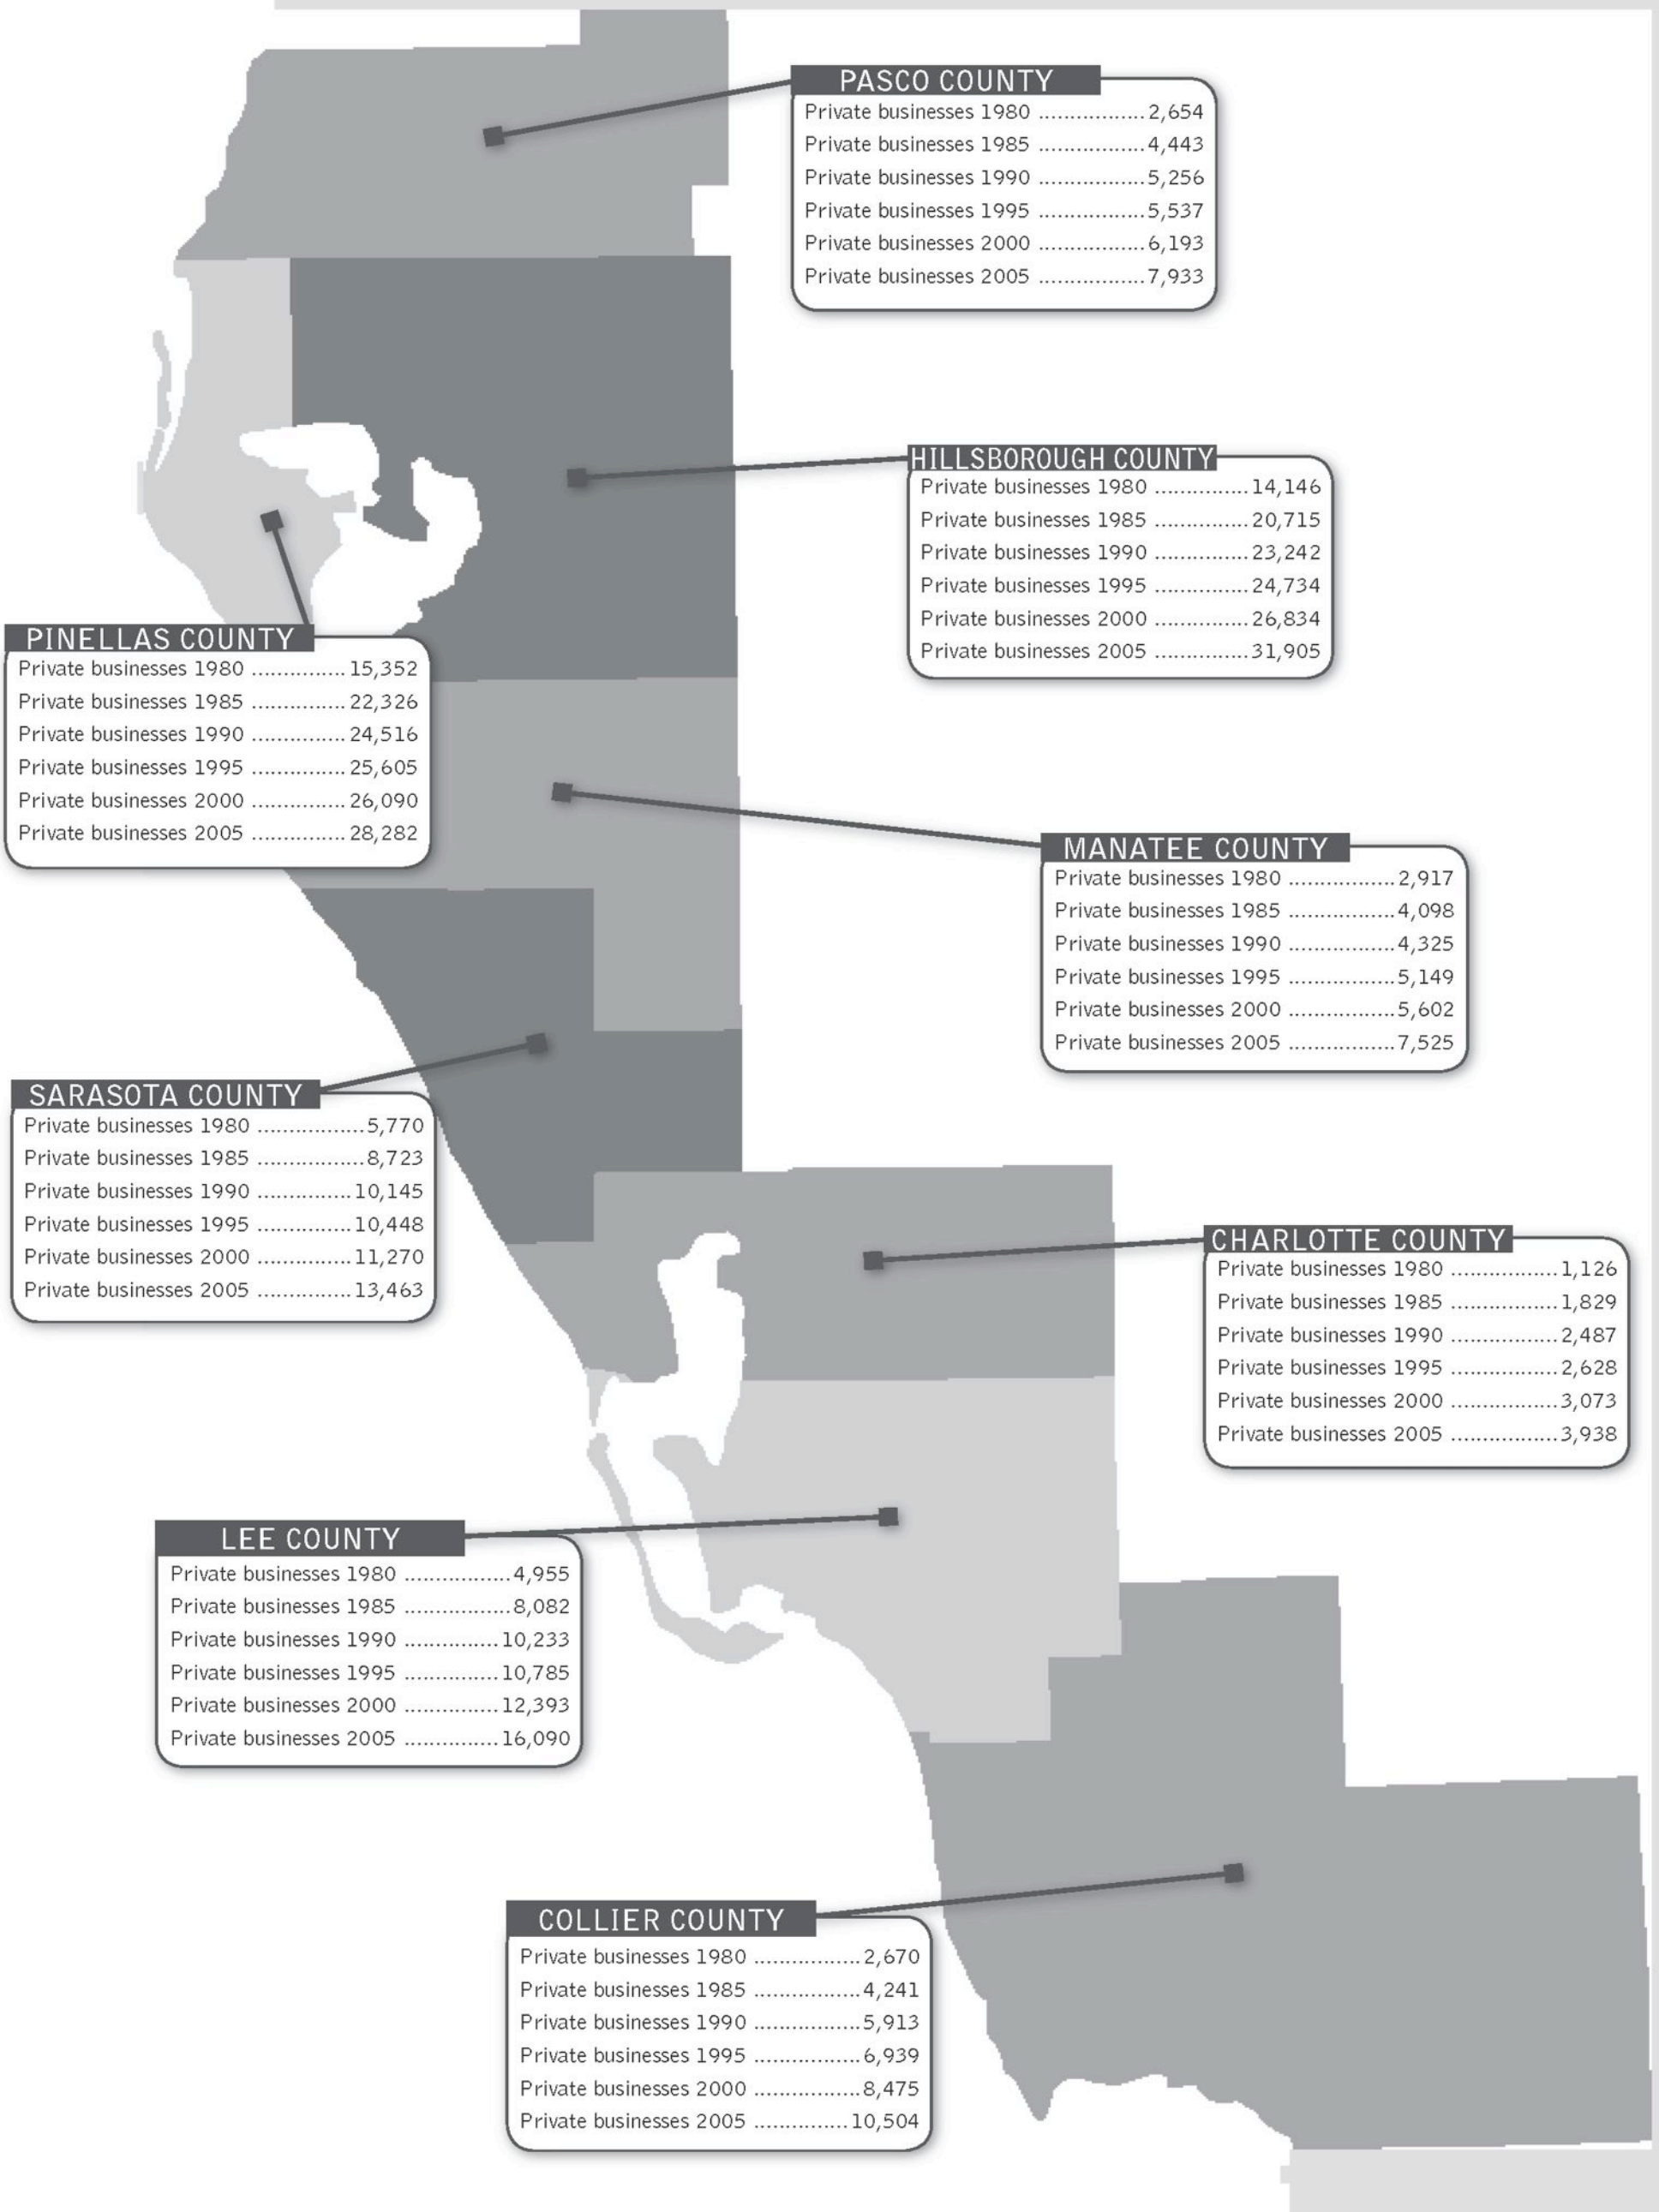 PASCO COUNTY
Private businesses 1980 .................2,654
Private businesses 1985 .................4,443
Private businesses 1990 .................5,256
Private businesses 1995 .................5,537
Private businesses 2000 .................6,193
Private businesses 2005 .................7,933
HILLSBOROUGH COUNTY
Private businesses 1980 ...............14,146
Private businesses 1985 ...............20,715
Private businesses 1990 ...............23,242
Private businesses 1995 ...............24,734
Private businesses 2000 ...............26,834
Private businesses 2005 ...............31,905
PINELLAS COUNTY
Private businesses 1980 ...............15,352
Private businesses 1985 ...............22,326
Private businesses 1990 ...............24,516
Private businesses 1995 ...............25,605
Private businesses 2000 ...............26,090
Private businesses 2005 ...............28,282
MANATEE COUNTY
Private businesses 1980 .................2,917
Private businesses 1985 .................4,098
Private businesses 1990 .................4,325
Private businesses 1995 .................5,149
Private businesses 2000 .................5,602
Private businesses 2005 .................7,525
SARASOTA COUNTY
Private businesses 1980 .................5,770
Private businesses 1985 .................8,723
Private businesses 1990 ...............10,145
Private businesses 1995 ...............10,448
Private businesses 2000 ...............11,270
Private businesses 2005 ...............13,463
CHARLOTTE COUNTY
Private businesses 1980 .................1,126
Private businesses 1985 .................1,829
Private businesses 1990 .................2,487
Private businesses 1995 .................2,628
Private businesses 2000 .................3,073
Private businesses 2005 .................3,938
LEE COUNTY
Private businesses 1980 .................4,955
Private businesses 1985 .................8,082
Private businesses 1990 ...............10,233
Private businesses 1995 ...............10,785
Private businesses 2000 ...............12,393
Private businesses 2005 ...............16,090
COLLIER COUNTY
Private businesses 1980 .................2,670
Private businesses 1985 .................4,241
Private businesses 1990 .................5,913
Private businesses 1995 .................6,939
Private businesses 2000 .................8,475
Private businesses 2005 ...............10,504